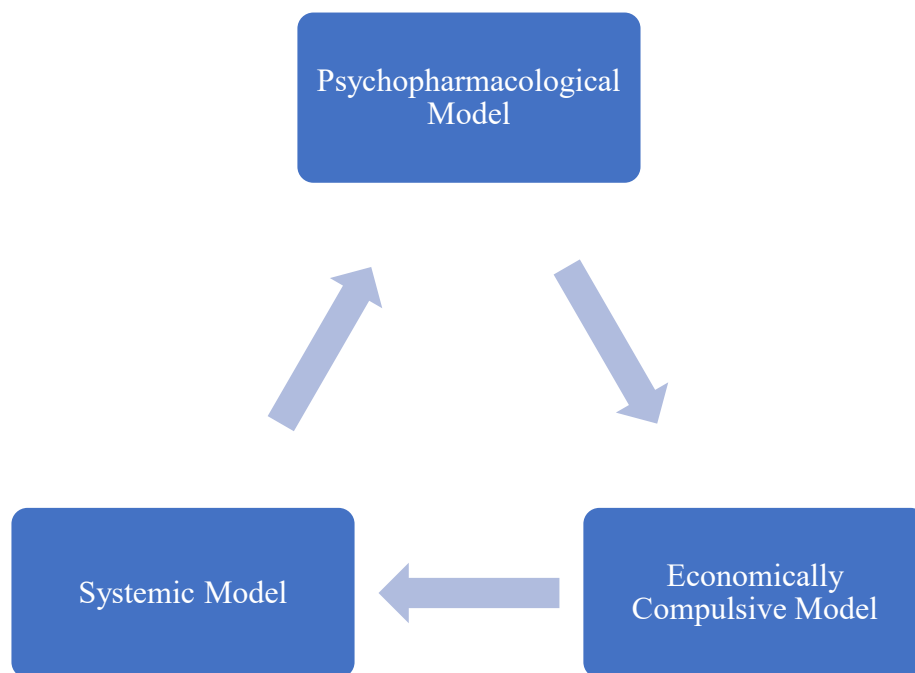 Psychopharmacological
Model
Systemic Model
Economically
Compulsive Model